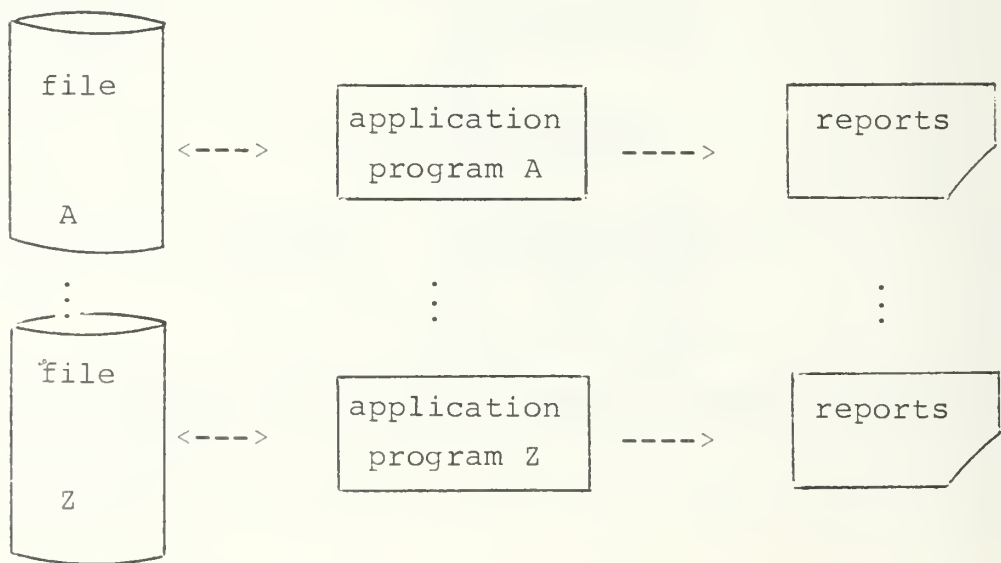 file
A
<--->
application
program A
---->
reports
file
Z
<--->
application
program Z
---->
reports